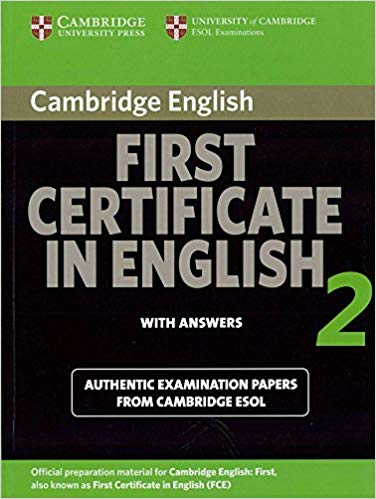 CAMBRIDGE
UNIVERSITY PRESS
UNIVERSITY of CAMBRIDGE
ESOL Examinations
Cambridge English
FIRST
CERTIFICATE
IN ENGLISH
2
WITH ANSWERS
AUTHENTIC EXAMINATION PAPERS
FROM CAMBRIDGE ESOL
Official preparation material for Cambridge English: First,
also known as First Certificate in English (FCE)